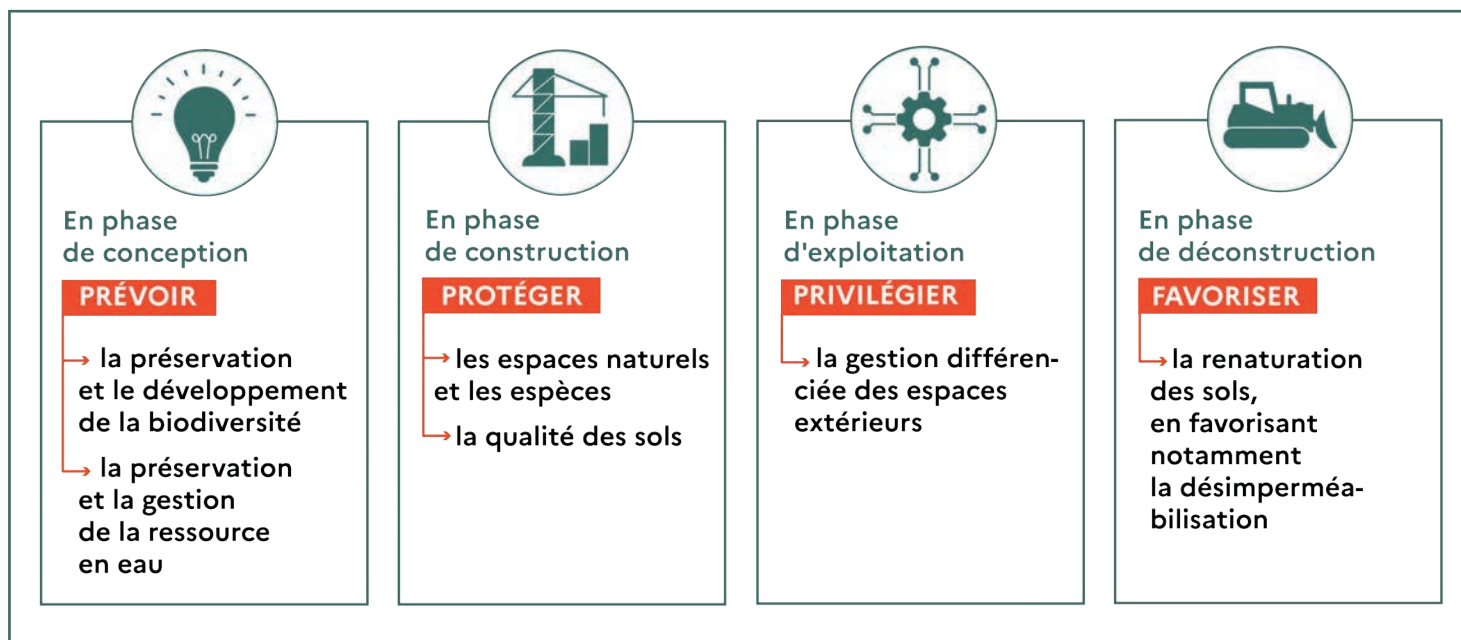 En phase
de conception
PRÉVOIR
la préservation
et le développement
de la biodiversité
la préservation
et la gestion
de la ressource
en eau
En phase
de construction
PROTÉGER
les espaces naturels
et les espèces
la qualité des sols
En phase
d'exploitation
PRIVILÉGIER
la gestion différen-
ciée des espaces
extérieurs
En phase
de déconstruction
FAVORISER
la renaturation
des sols,
en favorisant
notamment
la désimperméa-
bilisation